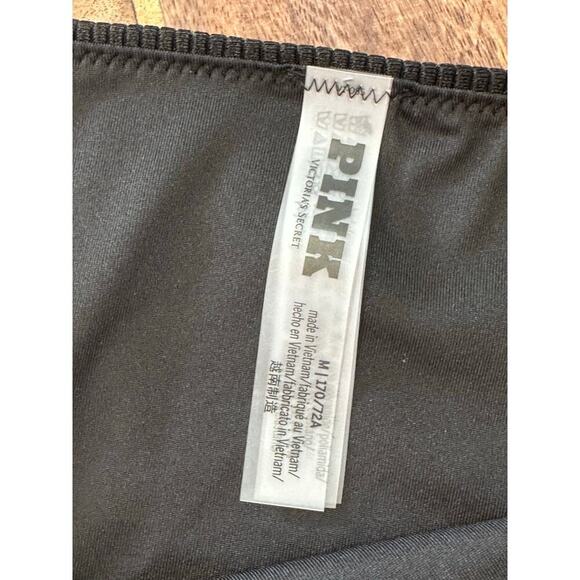 PINK
VICTORIA'S SECRET
M | 170/72A
made in Vietnam/
hecho en Vietnam/fabriqué au Vietnam/
fabbricato in Vietnam/
越南制造
poliamida/